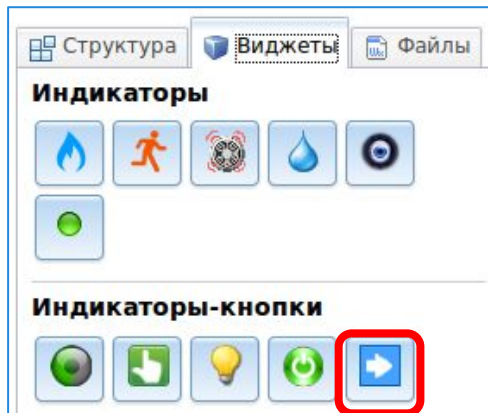 Структура Виджеты Файлы
Индикаторы
Индикаторы-кнопки